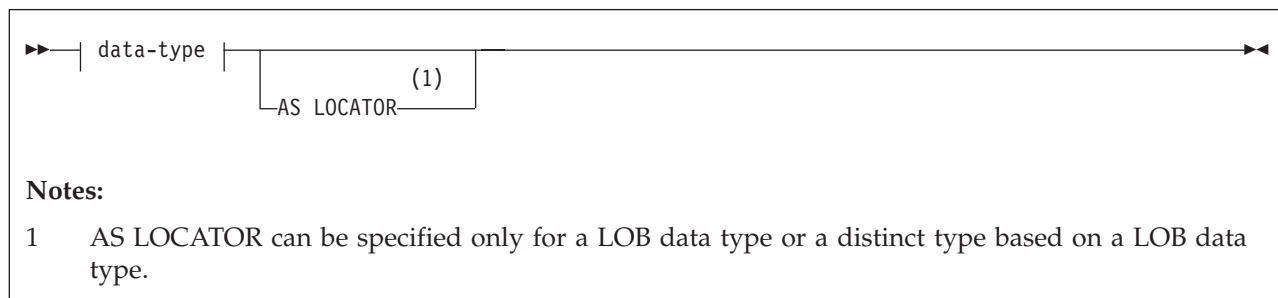 data-type
(1)
AS LOCATOR
Notes:
1 AS LOCATOR can be specified only for a LOB data type or a distinct type based on a LOB data
type.